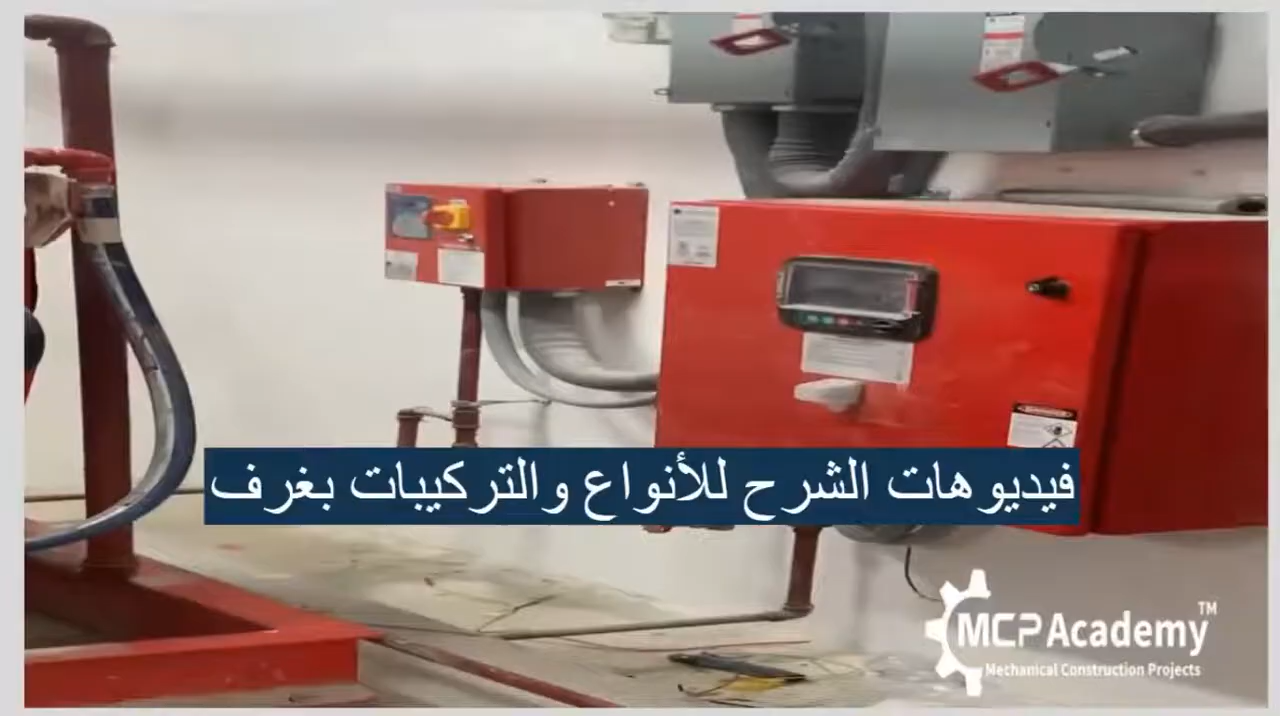 فيديوهات الشرح للأنواع والتركيبات بغرف
MCP Academy™
Mechanical Construction Projects